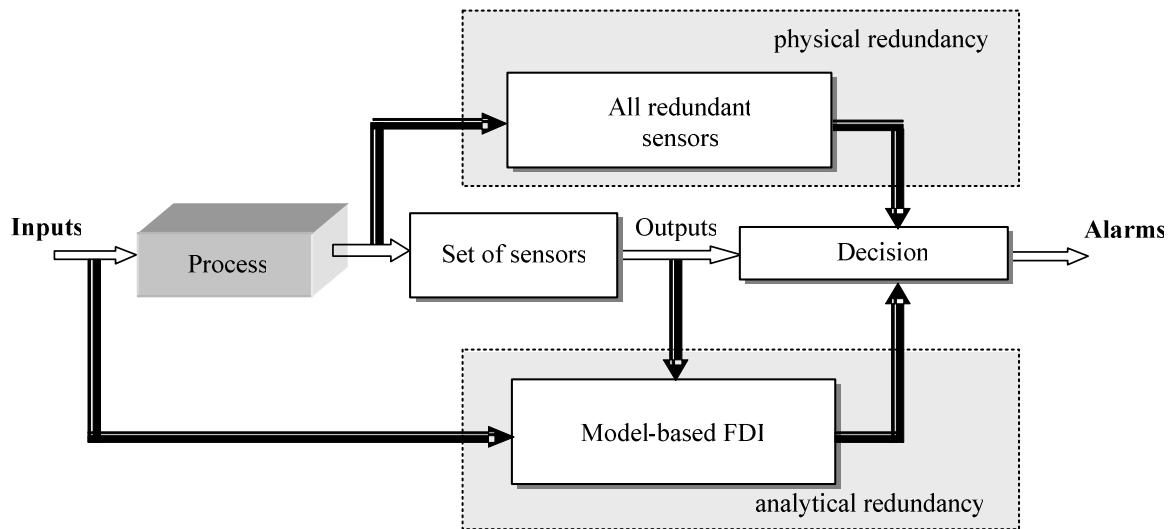 physical redundancy
All redundant
sensors
Inputs
Process
Set of sensors
Outputs
Decision
Alarms
Model-based FDI
analytical redundancy